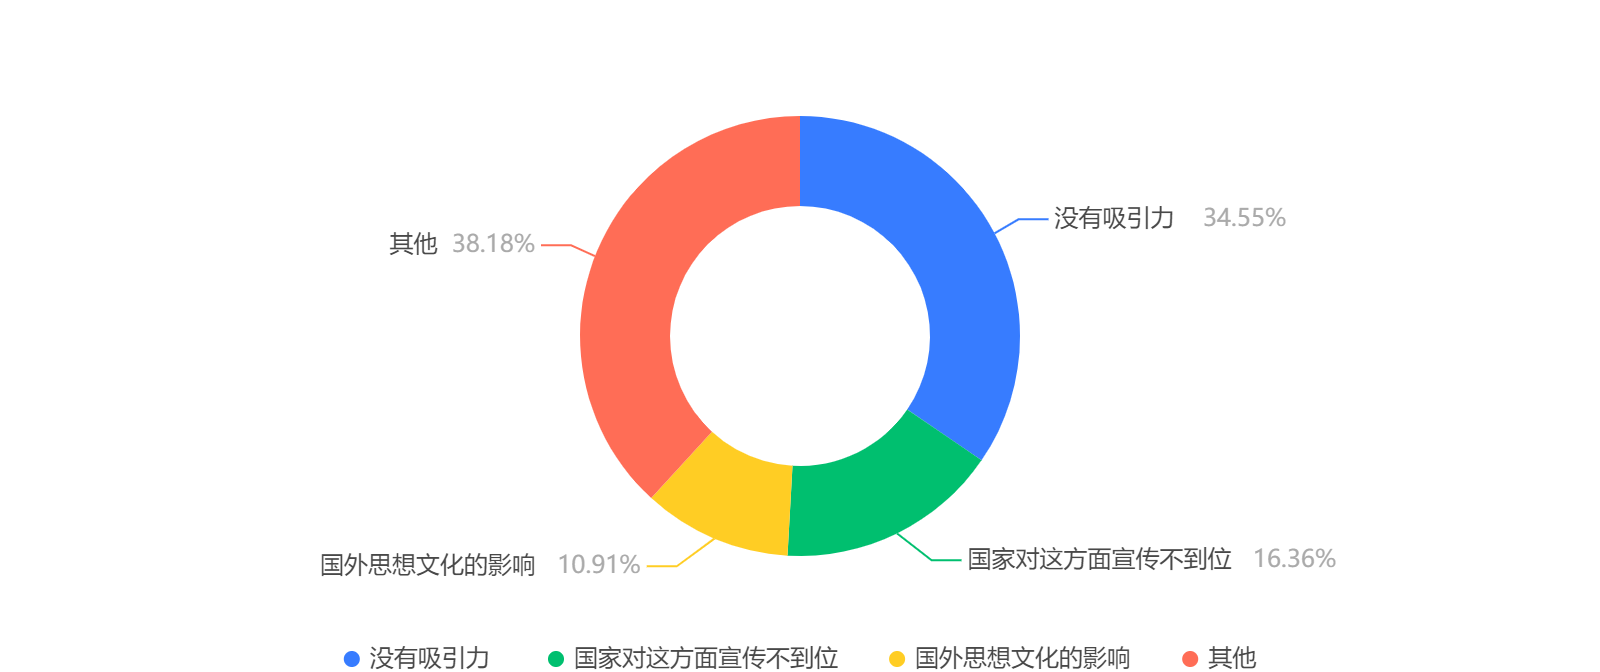 没有吸引力 34.55%
其他 38.18%
国家对这方面宣传不到位 16.36%
国外思想文化的影响 10.91%
没有吸引力 国家对这方面宣传不到位 国外思想文化的影响 其他